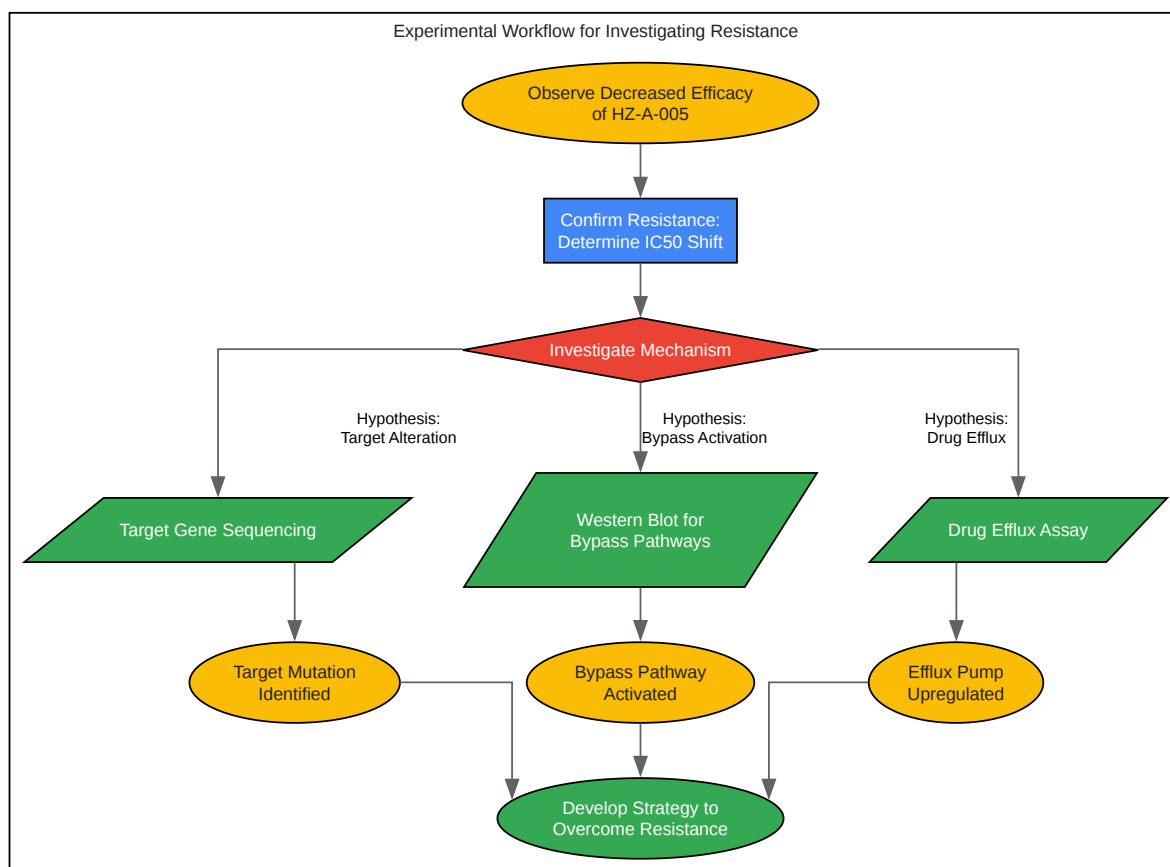 Experimental Workflow for Investigating Resistance
Observe Decreased Efficacy
of HZ-A-005
Confirm Resistance:
Determine IC50 Shift
Investigate Mechanism
Hypothesis:
Target Alteration
Hypothesis:
Bypass Activation
Hypothesis:
Drug Efflux
Target Gene Sequencing
Western Blot for
Bypass Pathways
Drug Efflux Assay
Target Mutation
Identified
Bypass Pathway
Activated
Efflux Pump
Upregulated
Develop Strategy to
Overcome Resistance